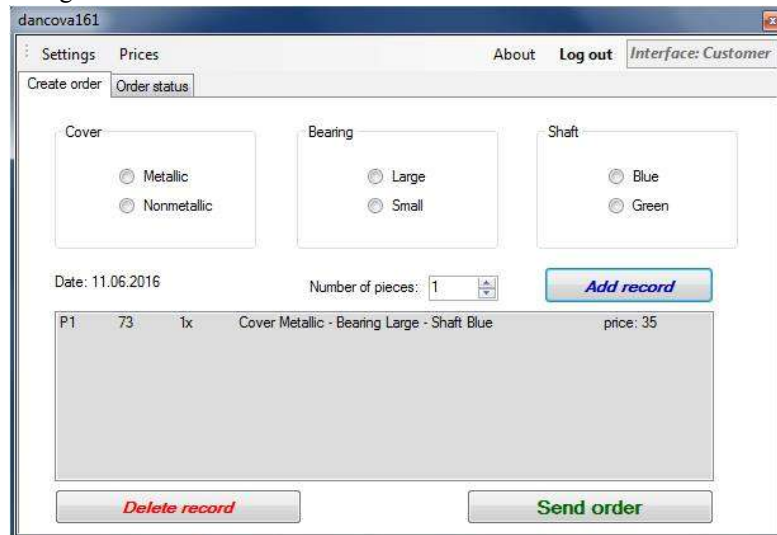 dancova161
Settings Prices About Log out Interface: Customer
Create order Order status
Cover Bearing Shaft
Metallic Large Blue
Nonmetallic Small Green
Date: 11.06.2016 Number of pieces: 1 Add record
P1 73 1x Cover Metallic - Bearing Large - Shaft Blue price: 35
Delete record Send order